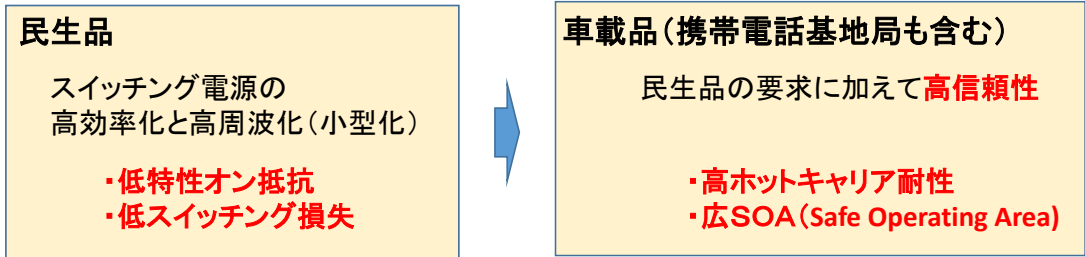 民生品
スイッチング電源の
高効率化と高周波化(小型化)
・低特性オン抵抗
・低スイッチング損失
車載品(携帯電話基地局も含む)
民生品の要求に加えて高信頼性
・高ホットキャリア耐性
・広SOA(Safe Operating Area)